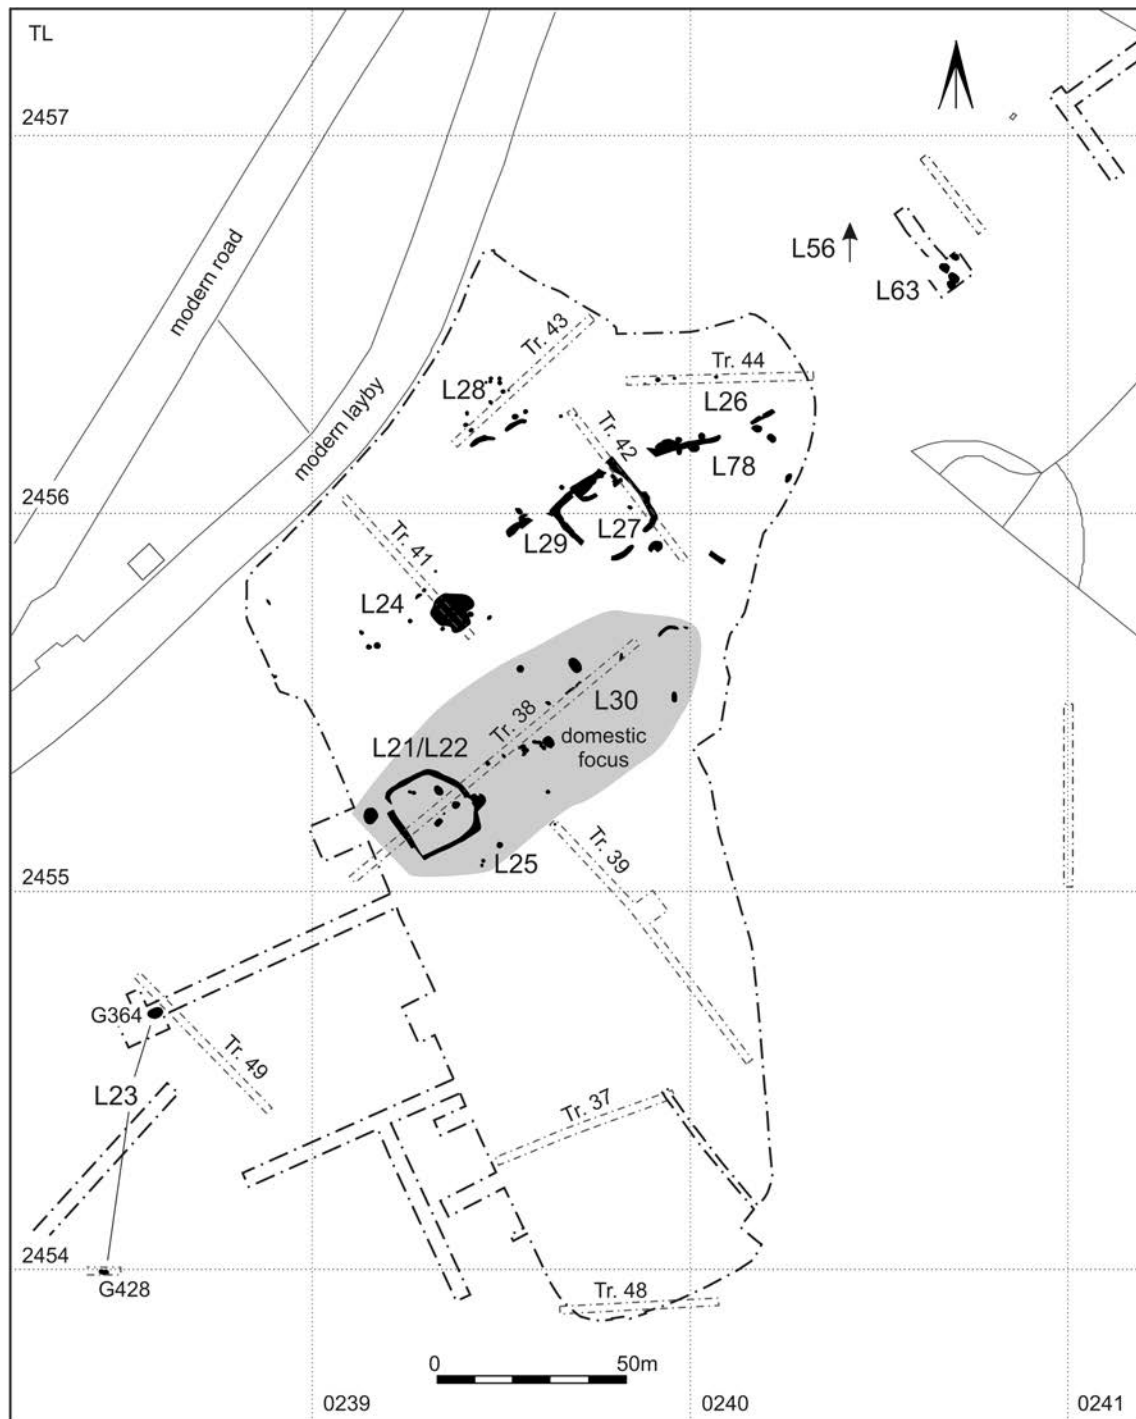 TL
2457
modern road
L56
L63
Tr. 43
Tr. 44
L28
L26
modern layby
Tr. 42
L78
2456
L27
L29
Tr. 41
L24
L30
Tr. 38
domestic
focus
L21/L22
Tr. 39
L25
2455
G364
Tr. 49
L23
Tr. 37
2454
G428
Tr. 48
0 50m
0239 0240 0241